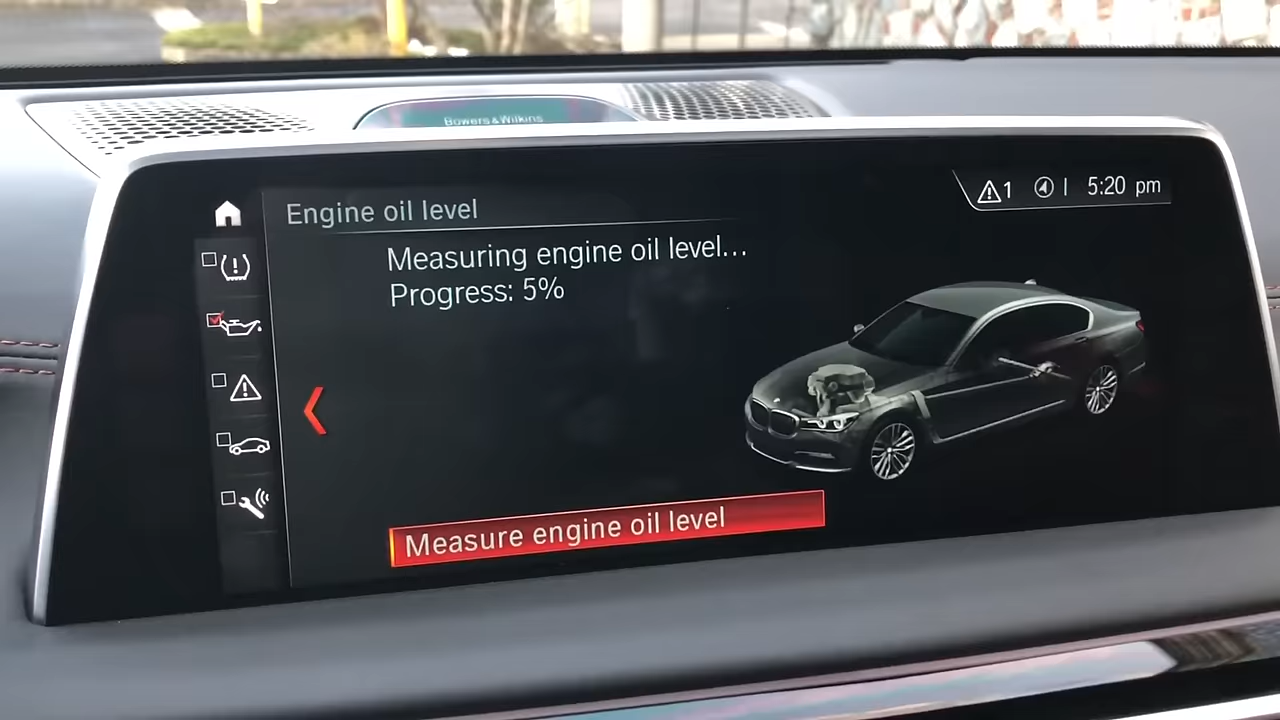 Bowers & Wilkins
1
5:20 pm
Engine oil level
Measuring engine oil level...
Progress: 5%
Measure engine oil level